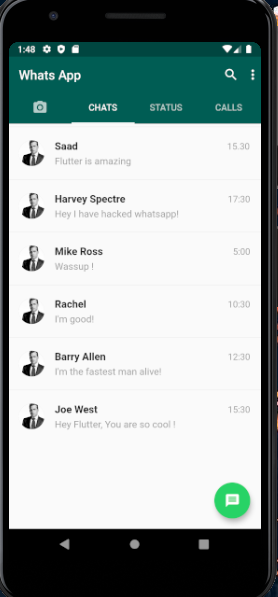 1:48
Whats App
CHATS STATUS CALLS
Saad 15.30
Flutter is amazing
Harvey Spectre 17:30
Hey I have hacked whatsapp!
Mike Ross 5:00
Wassup !
Rachel 10:30
I'm good!
Barry Allen 12:30
I'm the fastest man alive!
Joe West 15:30
Hey Flutter, You are so cool !